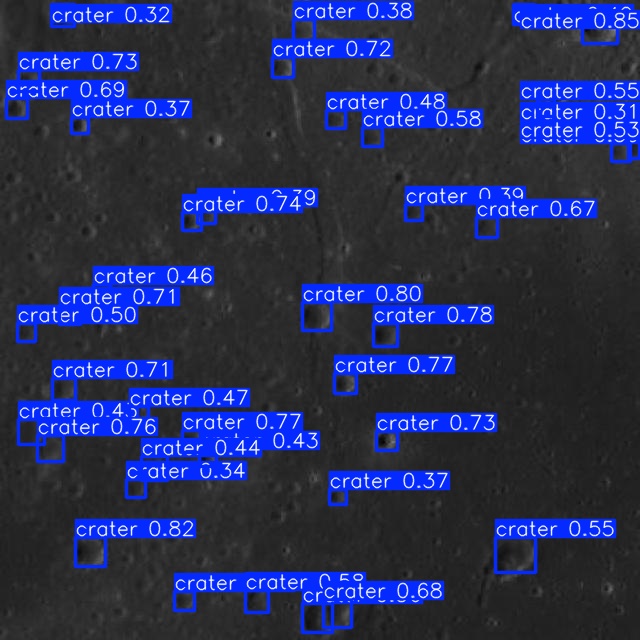 crater 0.32
crater 0.38
crater 0.85
crater 0.72
crater 0.73
crater 0.69
crater 0.55
crater 0.37
crater 0.48
crater 0.31
crater 0.58
crater 0.53
crater 0.39
crater 0.74
crater 0.67
crater 0.46
crater 0.71
crater 0.80
crater 0.50
crater 0.78
crater 0.77
crater 0.71
crater 0.47
crater 0.45
crater 0.76
crater 0.77
crater 0.73
crater 0.44
0.43
crater 0.34
crater 0.37
crater 0.82
crater 0.55
crater
crater 0.58
crater 0.68